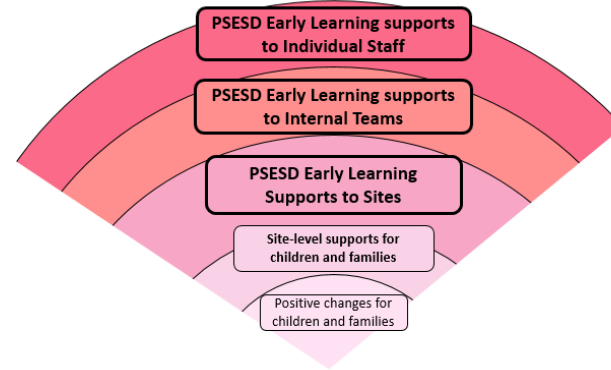 PSESD Early Learning supports
to Individual Staff
PSESD Early Learning supports
to Internal Teams
PSESD Early Learning
Supports to Sites
Site-level supports for
children and families
Positive changes for
children and families